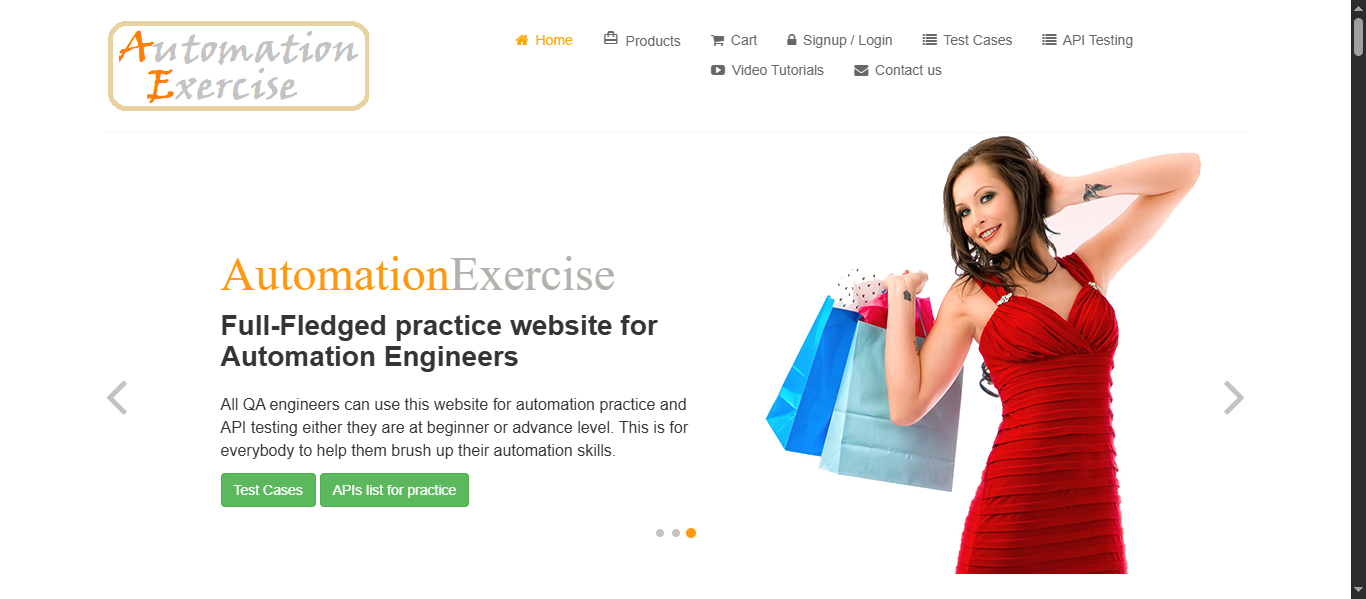 Automation
Exercise
Home Products Cart Signup / Login Test Cases API Testing
Video Tutorials Contact us
AutomationExercise
Full-Fledged practice website for
Automation Engineers
All QA engineers can use this website for automation practice and
API testing either they are at beginner or advance level. This is for
everybody to help them brush up their automation skills.
Test Cases APIs list for practice